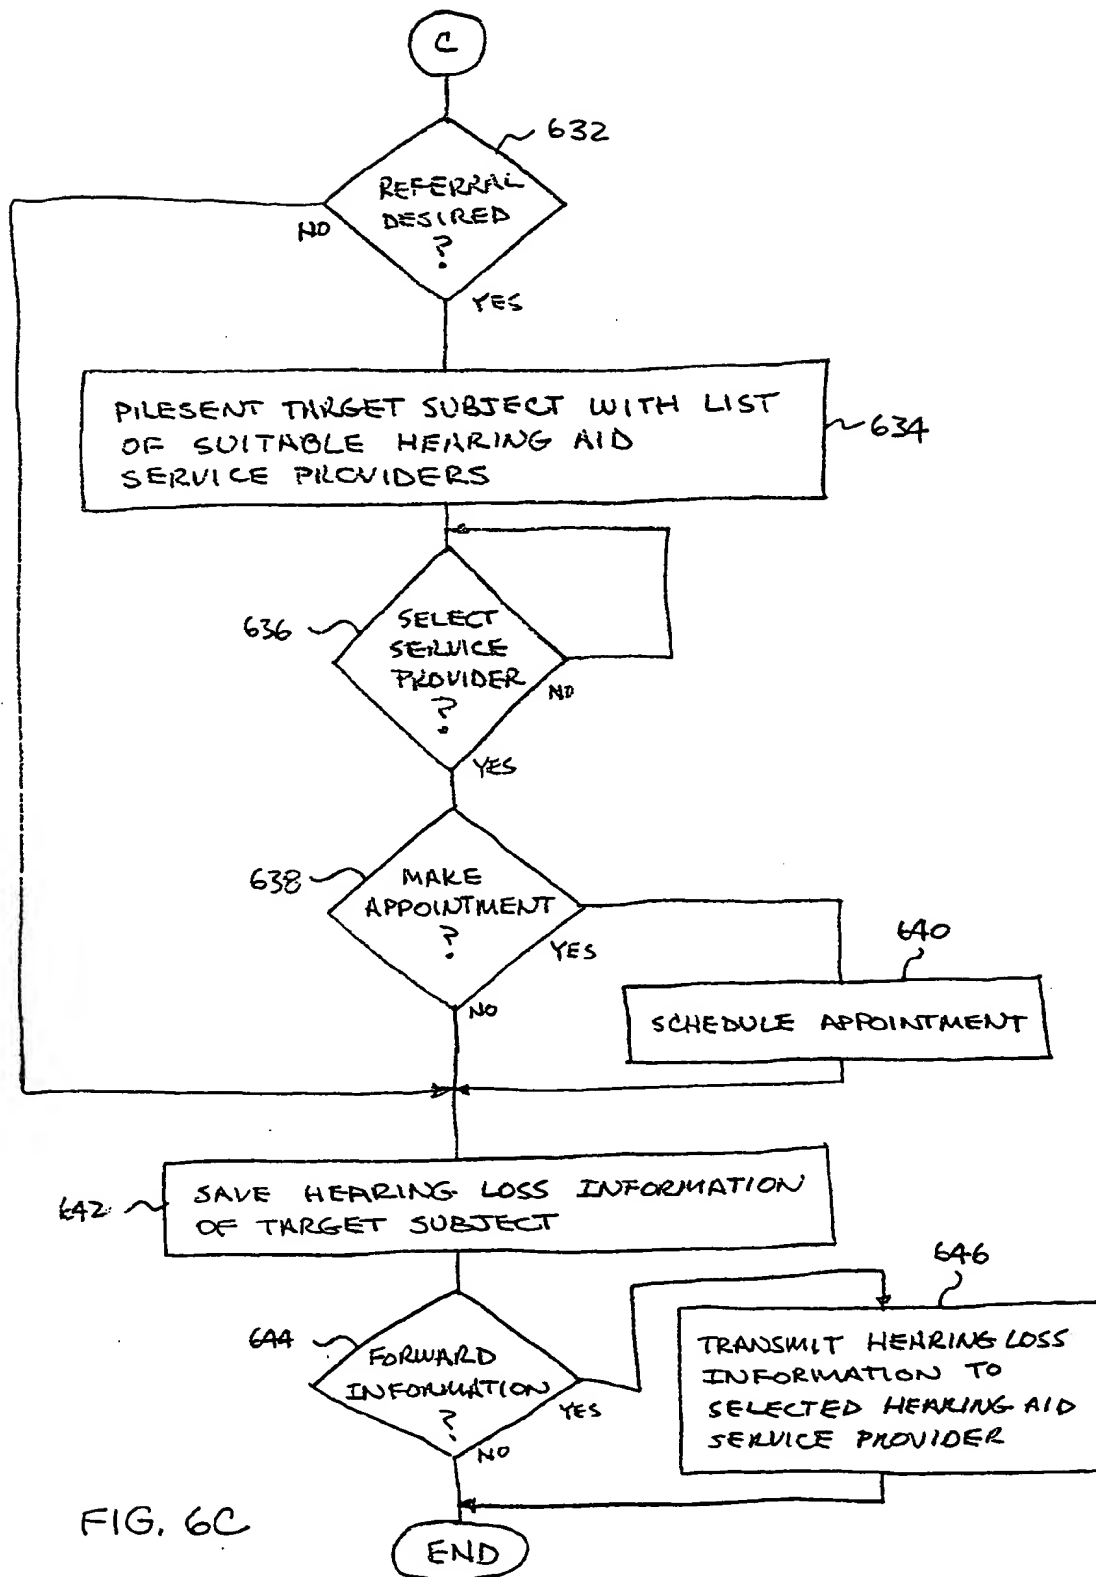 C
632
REFERRAL
DESIRED
?
NO
YES
PRESENT TARGET SUBJECT WITH LIST
OF SUITABLE HEARING AID
SERVICE PROVIDERS
634
636
SELECT
SERVICE
PROVIDER
?
NO
YES
638
MAKE
APPOINTMENT
?
YES
NO
640
SCHEDULE APPOINTMENT
642
SAVE HEARING LOSS INFORMATION
OF TARGET SUBJECT
644
FORWARD
INFORMATION
?
YES
NO
646
TRANSMIT HEARING LOSS
INFORMATION TO
SELECTED HEARING AID
SERVICE PROVIDER
FIG. 6C
END